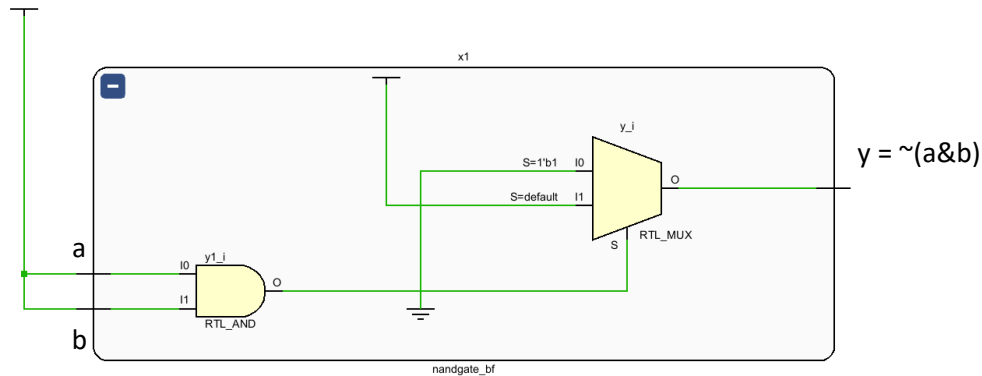 x1
y_i
S=1'b1 I0
S=default I1
O
S
RTL_MUX
y = ~(a&b)
a
b
y1_i
I0
I1
O
RTL_AND
nandgate_bf